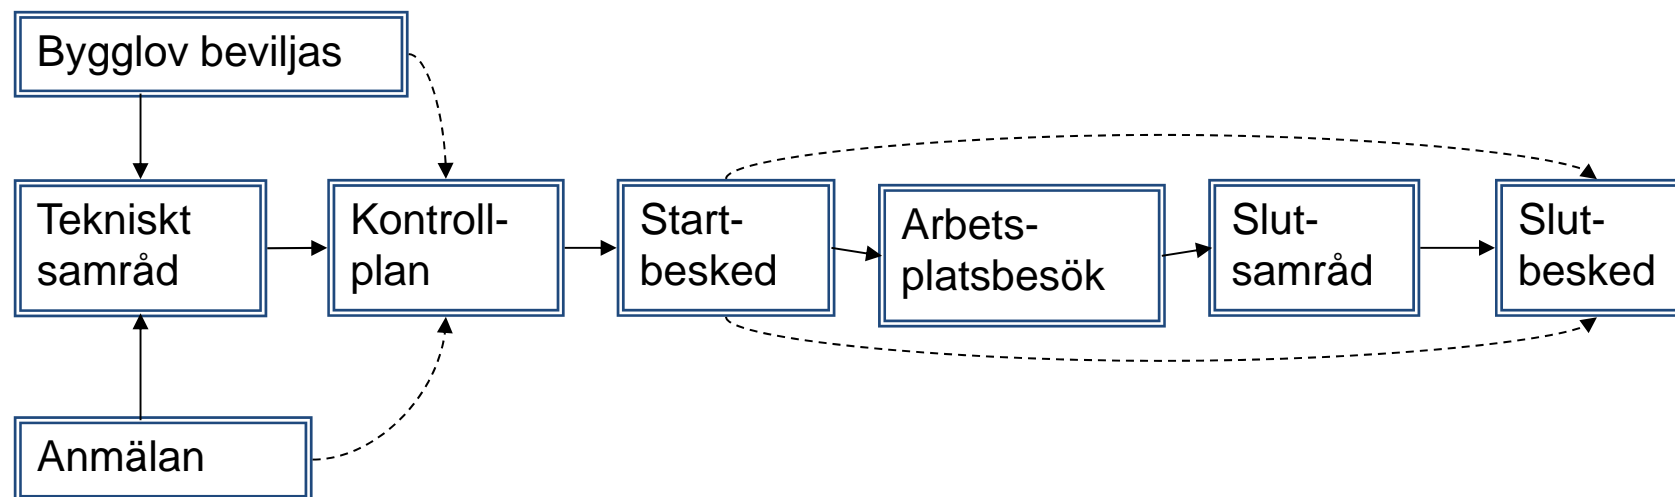 Bygglov beviljas
Tekniskt
samråd
Kontroll-
plan
Start-
besked
Arbets-
platsbesök
Slut-
samråd
Slut-
besked
Anmälan